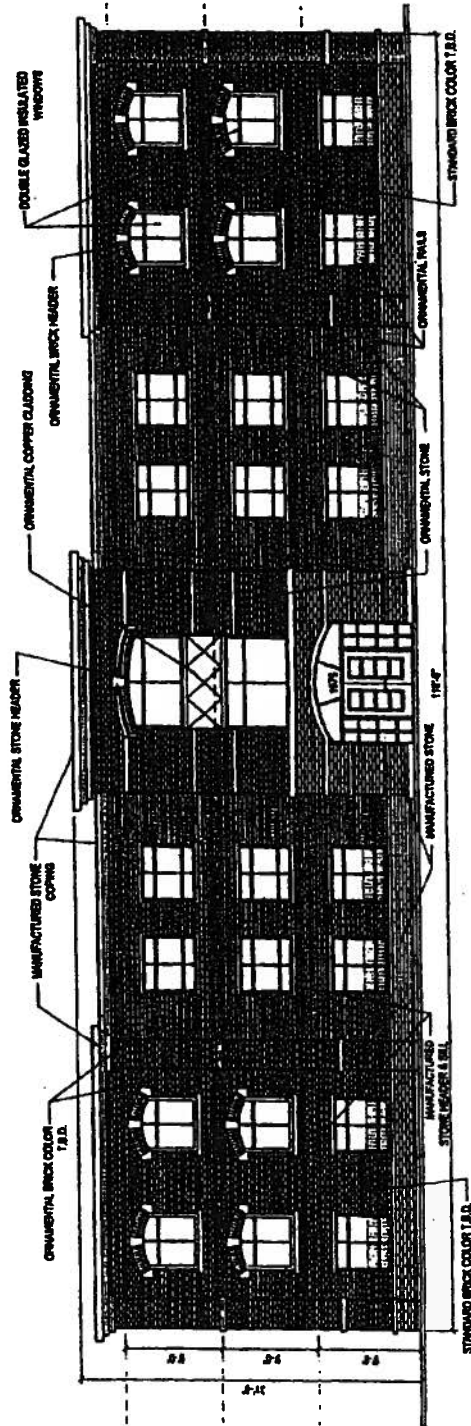 ORNAMENTAL BRICK COLOR
T.B.D.
MANUFACTURED STONE
COPING
ORNAMENTAL STONE HEADER
ORNAMENTAL COPPER CLADDING
ORNAMENTAL BRICK HEADER
DOUBLE GLAZED INSULATED
WINDOWS
STANDARD BRICK COLOR T.B.D.
MANUFACTURED
STONE HEADER & SILL
MANUFACTURED STONE
ORNAMENTAL STONE
ORNAMENTAL RAILS
STANDARD BRICK COLOR T.B.D.